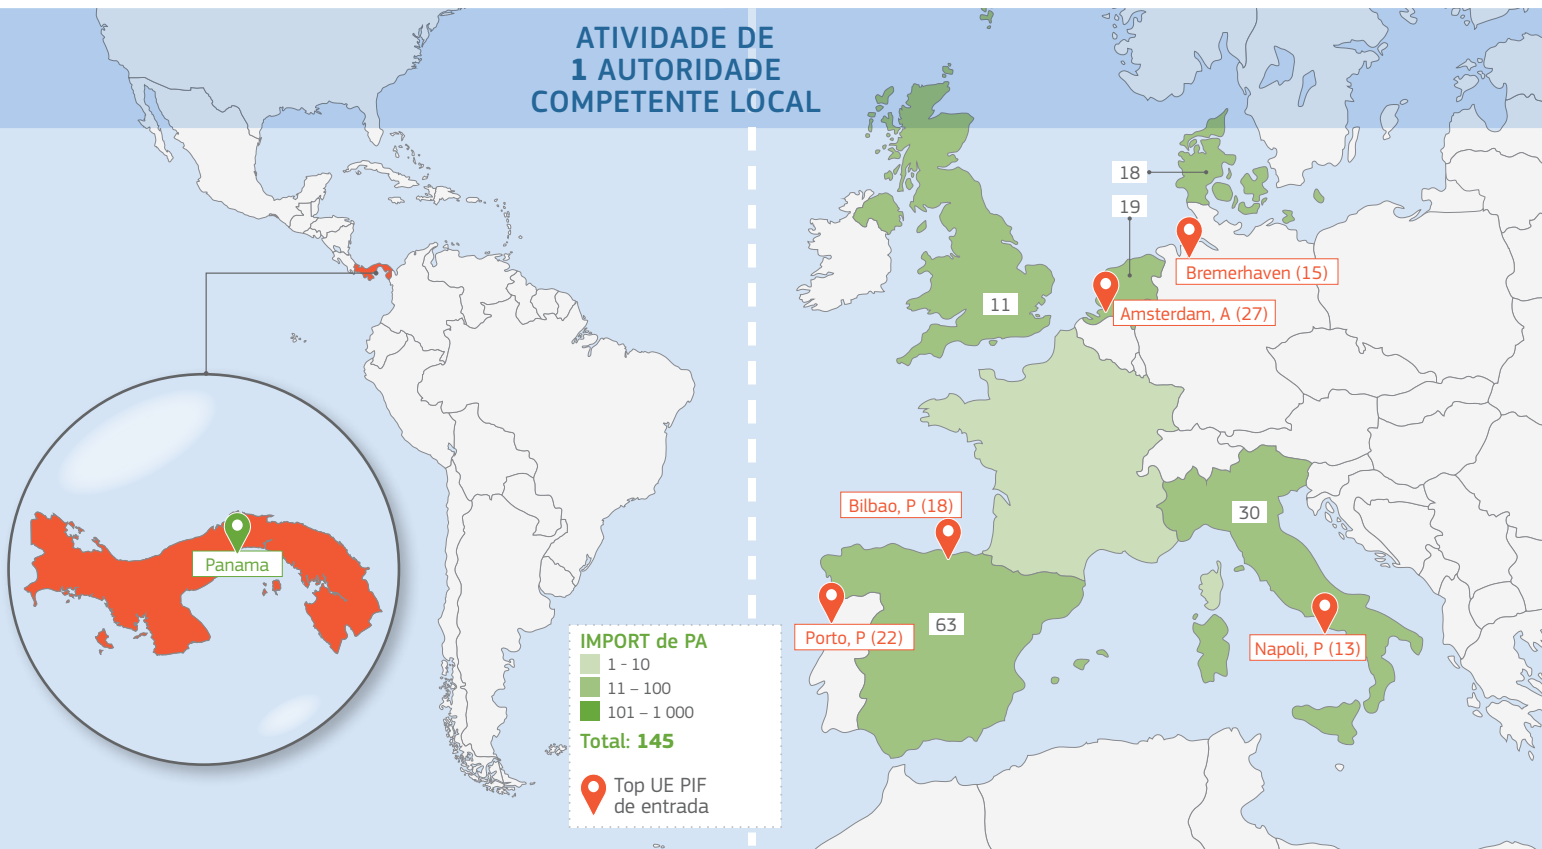 ATIVIDADE DE
1 AUTORIDADE
COMPETENTE LOCAL
18
19
Bremerhaven (15)
Amsterdam, A (27)
11
Bilbao, P (18)
30
Panama
Porto, P (22)
63
Napoli, P (13)
IMPORT de PA
1 - 10
11 – 100
101 – 1 000
Total: 145
Top UE PIF
de entrada